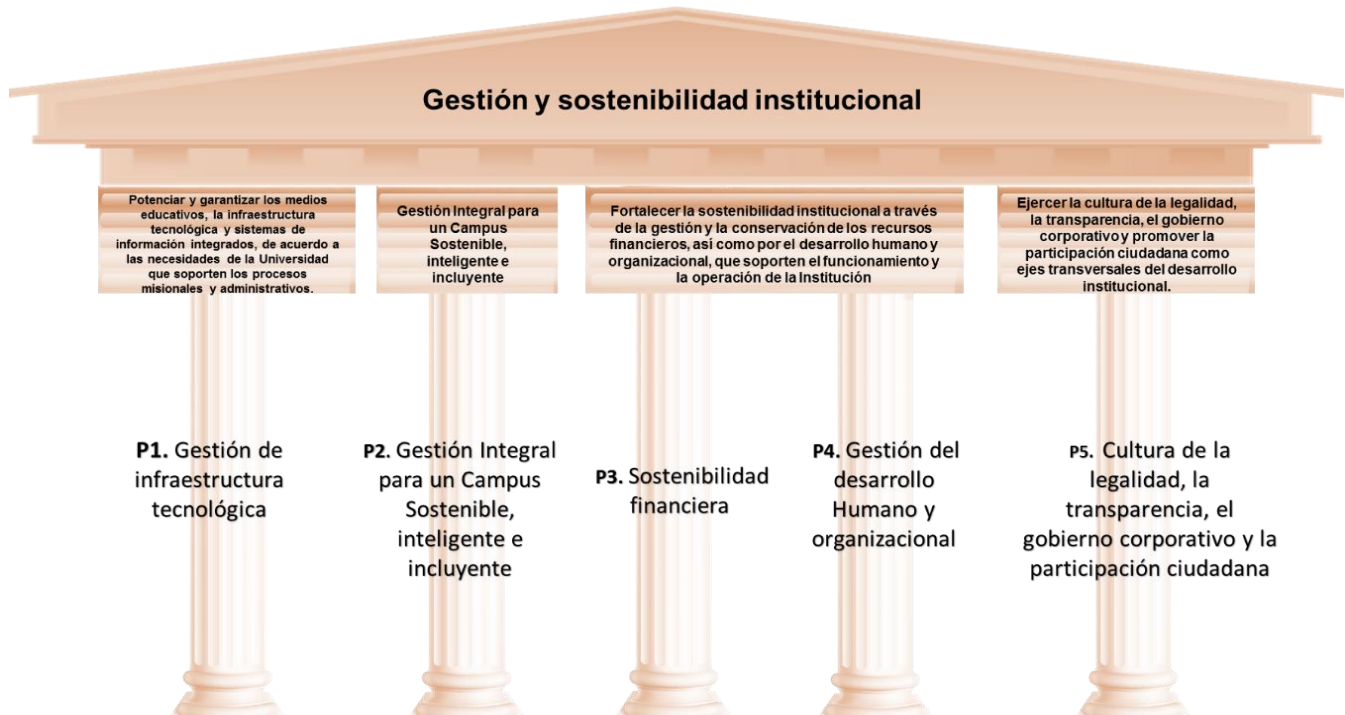 Gestión y sostenibilidad institucional
Potenciar y garantizar los medios
educativos, la infraestructura
tecnológica y sistemas de
información integrados, de acuerdo a
las necesidades de la Universidad
que soporten los procesos
misionales y administrativos.
Gestión Integral para
un Campus
Sostenible,
inteligente e
incluyente
Fortalecer la sostenibilidad institucional a través
de la gestión y la conservación de los recursos
financieros, así como por el desarrollo humano y
organizacional, que soporten el funcionamiento y
la operación de la Institución
Ejercer la cultura de la legalidad,
la transparencia, el gobierno
corporativo y promover la
participación ciudadana como
ejes transversales del desarrollo
institucional.
P1. Gestión de
infraestructura
tecnológica
P2. Gestión Integral
para un Campus
Sostenible,
inteligente e
incluyente
P3. Sostenibilidad
financiera
P4. Gestión del
desarrollo
Humano y
organizacional
P5. Cultura de la
legalidad, la
transparencia, el
gobierno corporativo y la
participación ciudadana